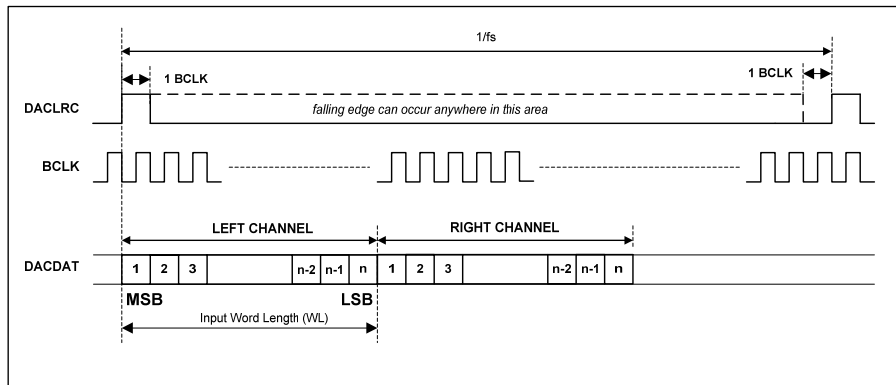 1/fs
1 BCLK
1 BCLK
DACLRC
falling edge can occur anywhere in this area
BCLK
LEFT CHANNEL
RIGHT CHANNEL
DACDAT
1 2 3 n-2 n-1 n 1 2 3 n-2 n-1 n
MSB LSB
Input Word Length (WL)